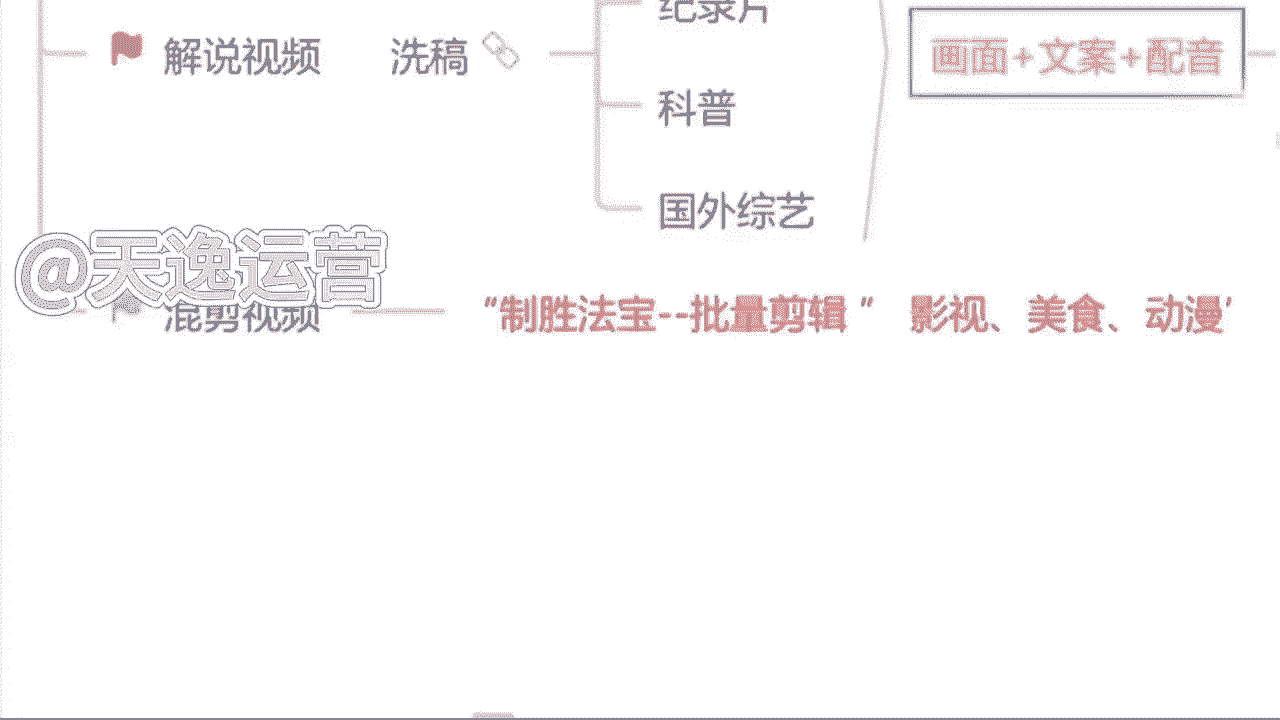 纪录片
解说视频 洗稿 画面+文案+配音
科普
国外综艺
@天逸运营
混剪视频 “制胜法宝--批量剪辑 ” 影视、美食、动漫’